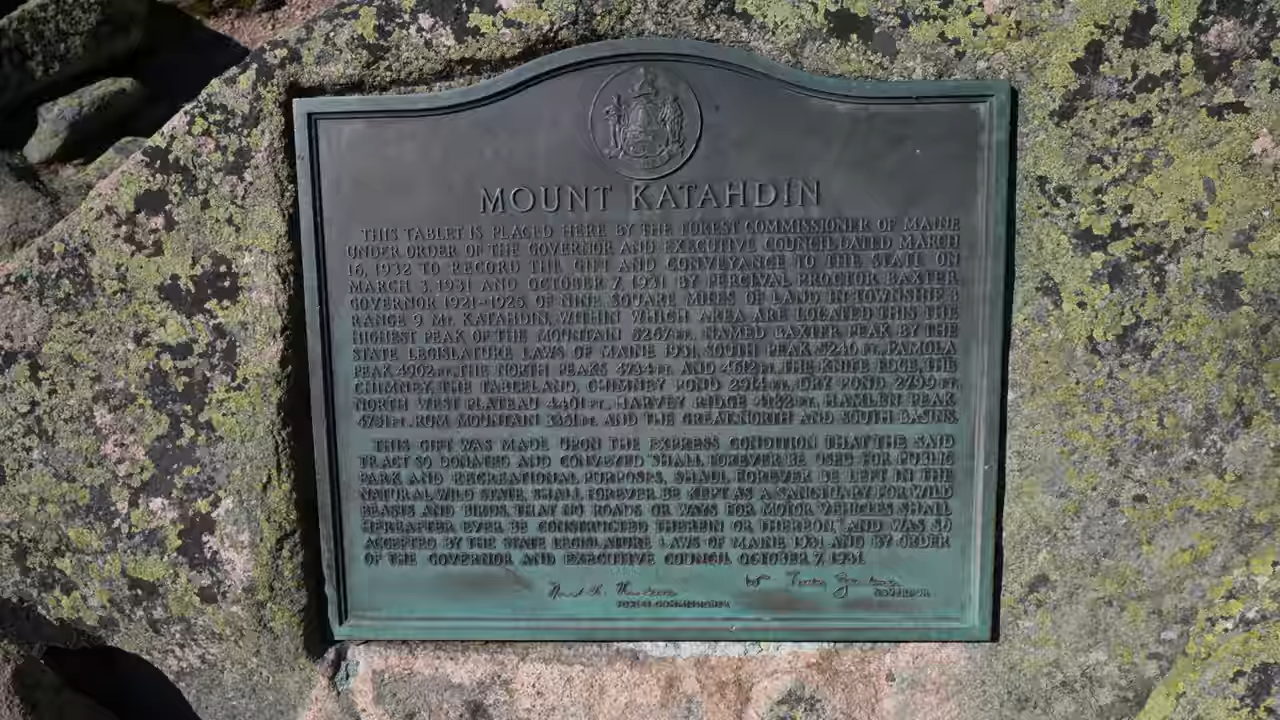 MOUNT KATAHDIN
THIS TABLET IS PLACED HERE BY THE FOREST COMMISSIONER OF MAINE
UNDER ORDER OF THE GOVERNOR AND EXECUTIVE COUNCIL DATED MARCH
16, 1932 TO RECORD THE GIFT AND CONVEYANCE TO THE STATE ON
MARCH 3, 1931 AND OCTOBER 7, 1931 BY PERCIVAL PROCTOR BAXTER,
GOVERNOR 1921-1925, OF NINE SQUARE MILES OF LAND IN TOWNSHIP 3
RANGE 9 MT. KATAHDIN, WITHIN WHICH AREA ARE LOCATED THIS THE
HIGHEST PEAK OF THE MOUNTAIN 5267 FT. NAMED BAXTER PEAK BY THE
STATE LEGISLATURE LAWS OF MAINE 1931, SOUTH PEAK 5240 FT., PAMOLA
PEAK 4902 FT., THE NORTH PEAKS 4734 FT. AND 4612 FT., THE KNIFE EDGE, THE
CHIMNEY, THE TABLELAND, CHIMNEY POND 2914 FT., DRY POND 2799 FT.
NORTH WEST PLATEAU 4401 FT., HARVEY RIDGE 4182 FT., HAMLEN PEAK
4751 FT. RUM MOUNTAIN 3361 FT. AND THE GREAT NORTH AND SOUTH BASINS.
THIS GIFT WAS MADE UPON THE EXPRESS CONDITION THAT THE SAID
TRACT SO DONATED AND CONVEYED "SHALL FOREVER BE USED FOR PUBLIC
PARK AND RECREATIONAL PURPOSES, SHALL FOREVER BE LEFT IN THE
NATURAL WILD STATE, SHALL FOREVER BE KEPT AS A SANCTUARY FOR WILD
BEASTS AND BIRDS, THAT NO ROADS OR WAYS FOR MOTOR VEHICLES SHALL
HEREAFTER EVER BE CONSTRUCTED THEREIN OR THEREON" AND WAS SO
ACCEPTED BY THE STATE LEGISLATURE LAWS OF MAINE 1931 AND BY ORDER
OF THE GOVERNOR AND EXECUTIVE COUNCIL OCTOBER 7, 1931.
FOREST COMMISSIONER
GOVERNOR